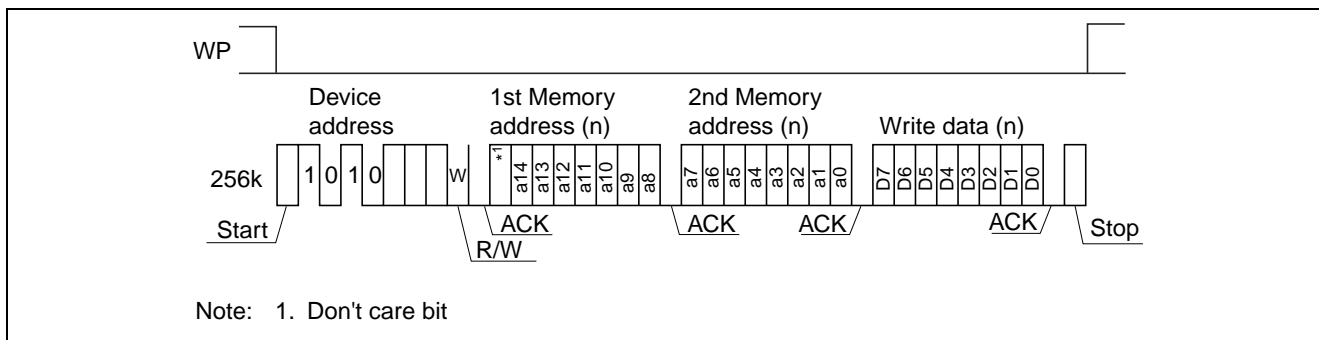 WP
Device address
1st Memory address (n)
2nd Memory address (n)
Write data (n)
256k
1 0 1 0
W
*1 a14 a13 a12 a11 a10 a9 a8
a7 a6 a5 a4 a3 a2 a1 a0
D7 D6 D5 D4 D3 D2 D1 D0
Start
ACK
R/W
ACK
ACK
ACK
Stop
Note: 1. Don't care bit